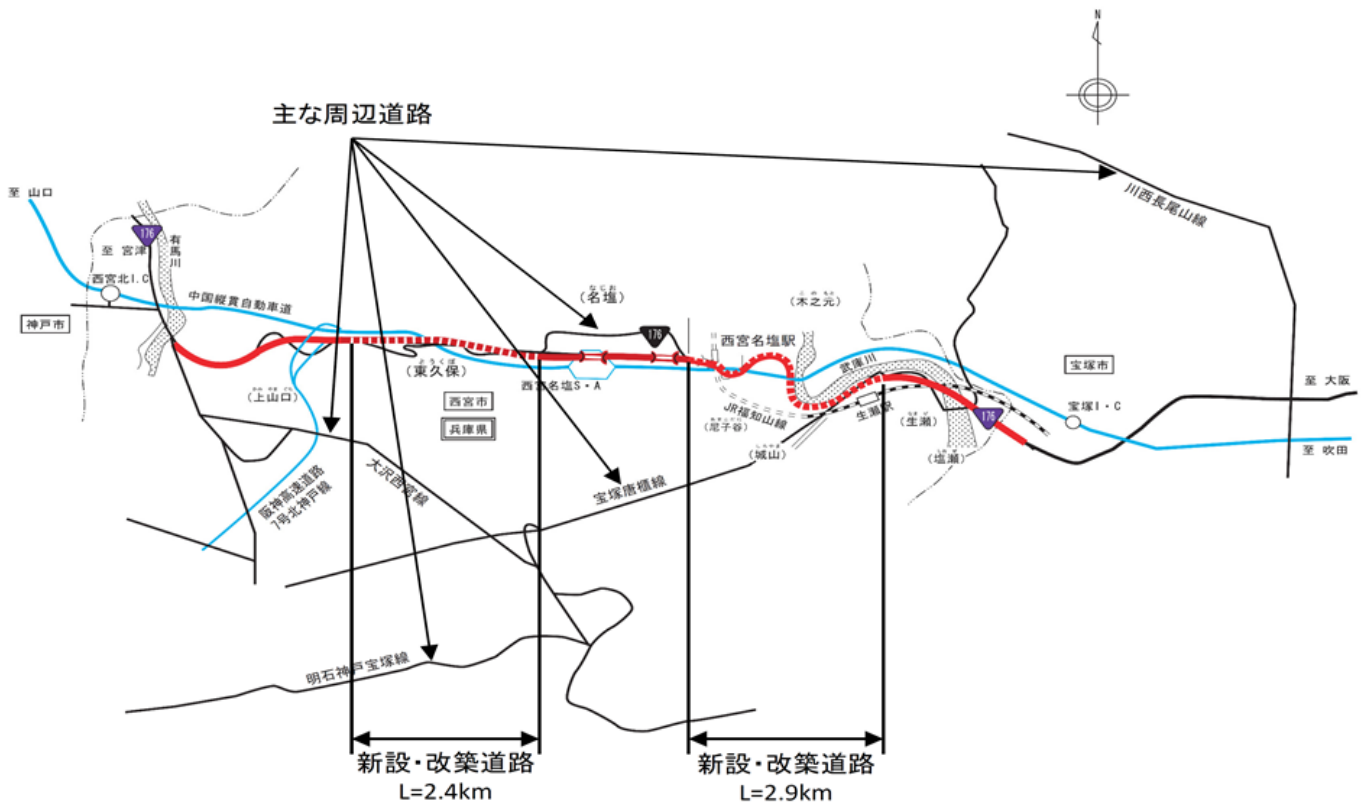 N
主な周辺道路
至 山口
川西長尾山線
176
至 宮津
有馬川
西宮北I.C
神戸市
中国縦貫自動車道
なじお
(名塩)
176
(木之元)
西宮名塩駅
武庫川
宝塚市
至 大阪
とうくぼ
(東久保)
西宮名塩S・A
(上山口)
西宮市
兵庫県
JR福知山線
(尼子谷)
生瀬駅
(生瀬)
176
宝塚I・C
至 吹田
(城山)
(塩瀬)
大沢西宮線
宝塚唐櫃線
阪神高速道路
7号北神戸線
明石神戸宝塚線
新設・改築道路
L=2.4km
新設・改築道路
L=2.9km